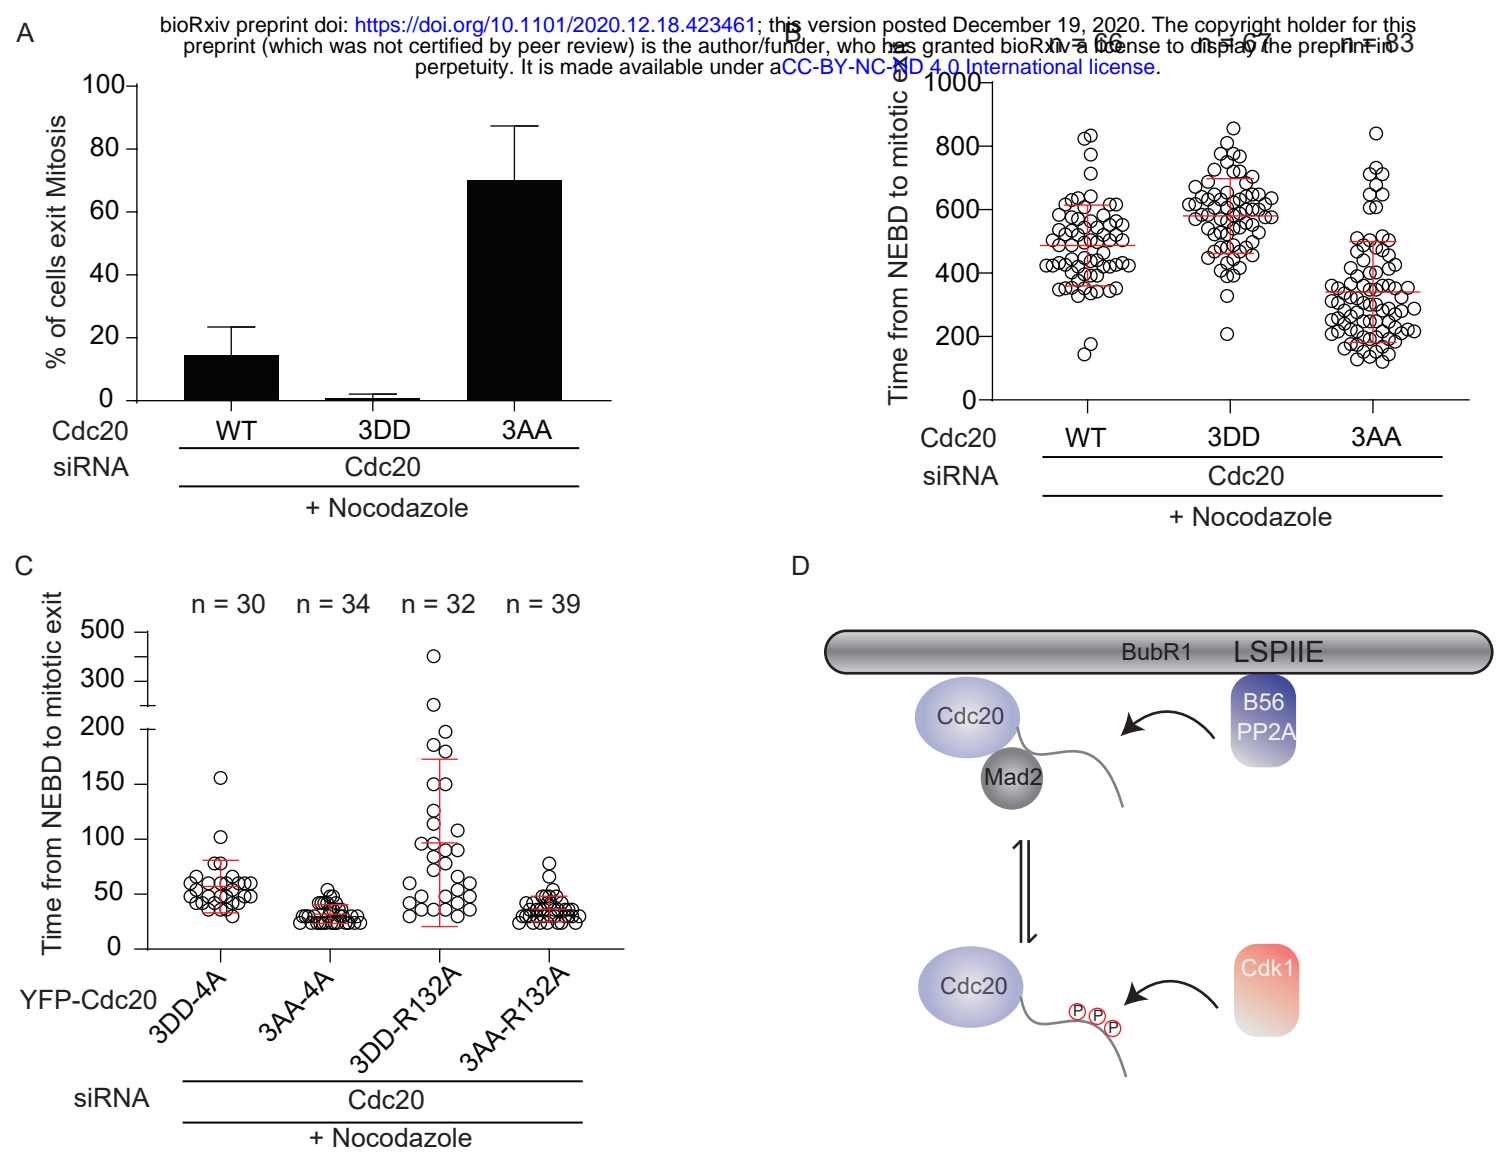 A
B
bioRxiv preprint doi: https://doi.org/10.1101/2020.12.18.423461; this version posted December 19, 2020. The copyright holder for this
preprint (which was not certified by peer review) is the author/funder, who has granted bioRxiv a license to display the preprint in
perpetuity. It is made available under aCC-BY-NC-ND 4.0 International license.
% of cells exit Mitosis
100
80
60
40
20
0
Cdc20 WT 3DD 3AA
siRNA Cdc20
+ Nocodazole
n = 66 n = 67 n = 83
Time from NEBD to mitotic exit
1000
800
600
400
200
0
Cdc20 WT 3DD 3AA
siRNA Cdc20
+ Nocodazole
C
n = 30 n = 34 n = 32 n = 39
Time from NEBD to mitotic exit
500
300
200
150
100
50
0
YFP-Cdc20 3DD-4A 3AA-4A 3DD-R132A 3AA-R132A
siRNA Cdc20
+ Nocodazole
D
BubR1 LSPIIE
Cdc20
Mad2
B56
PP2A
Cdc20
P P P
Cdk1